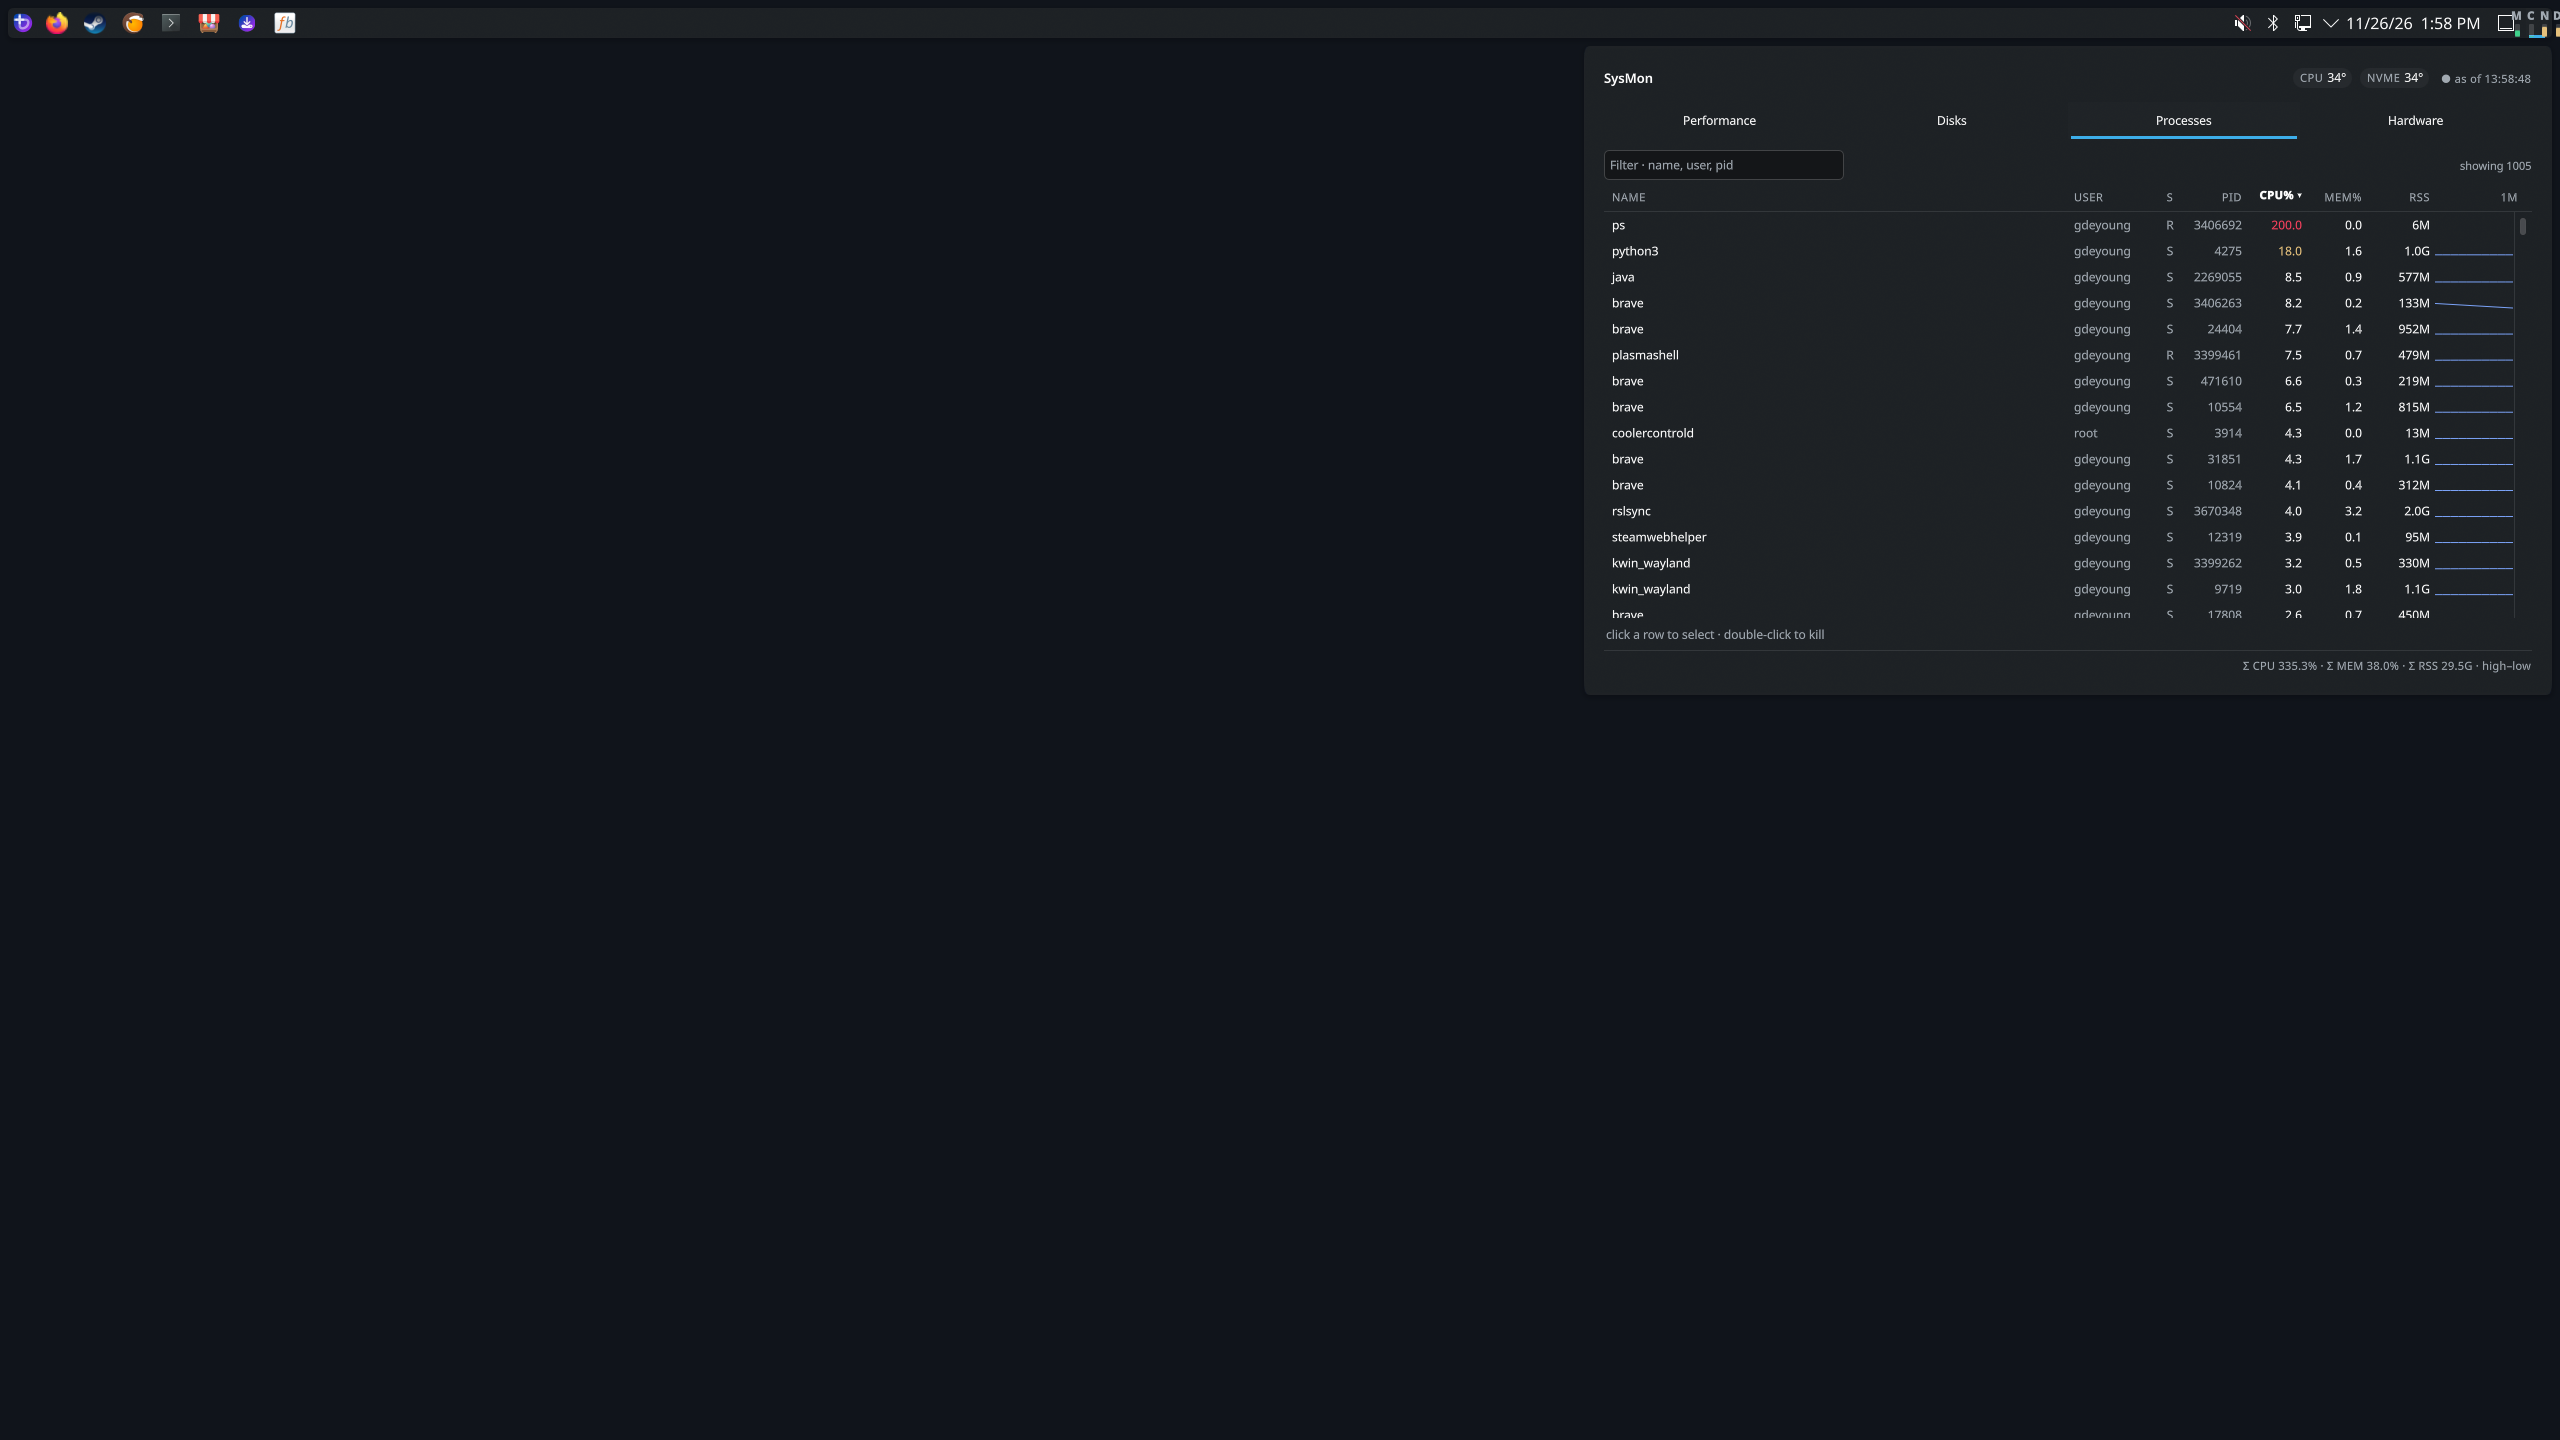 fb
11/26/26 1:58 PM
M C N D
SysMon
CPU 34° NVME 34° as of 13:58:48
Performance Disks Processes Hardware
Filter · name, user, pid
showing 1005
NAME USER S PID CPU% ▾ MEM% RSS 1M
ps gdeyoung R 3406692 200.0 0.0 6M
python3 gdeyoung S 4275 18.0 1.6 1.0G
java gdeyoung S 2269055 8.5 0.9 577M
brave gdeyoung S 3406263 8.2 0.2 133M
brave gdeyoung S 24404 7.7 1.4 952M
plasmashell gdeyoung R 3399461 7.5 0.7 479M
brave gdeyoung S 471610 6.6 0.3 219M
brave gdeyoung S 10554 6.5 1.2 815M
coolercontrold root S 3914 4.3 0.0 13M
brave gdeyoung S 31851 4.3 1.7 1.1G
brave gdeyoung S 10824 4.1 0.4 312M
rslsync gdeyoung S 3670348 4.0 3.2 2.0G
steamwebhelper gdeyoung S 12319 3.9 0.1 95M
kwin_wayland gdeyoung S 3399262 3.2 0.5 330M
kwin_wayland gdeyoung S 9719 3.0 1.8 1.1G
brave gdeyoung S 17808 2.6 0.7 450M
click a row to select · double-click to kill
Σ CPU 335.3% · Σ MEM 38.0% · Σ RSS 29.5G · high–low